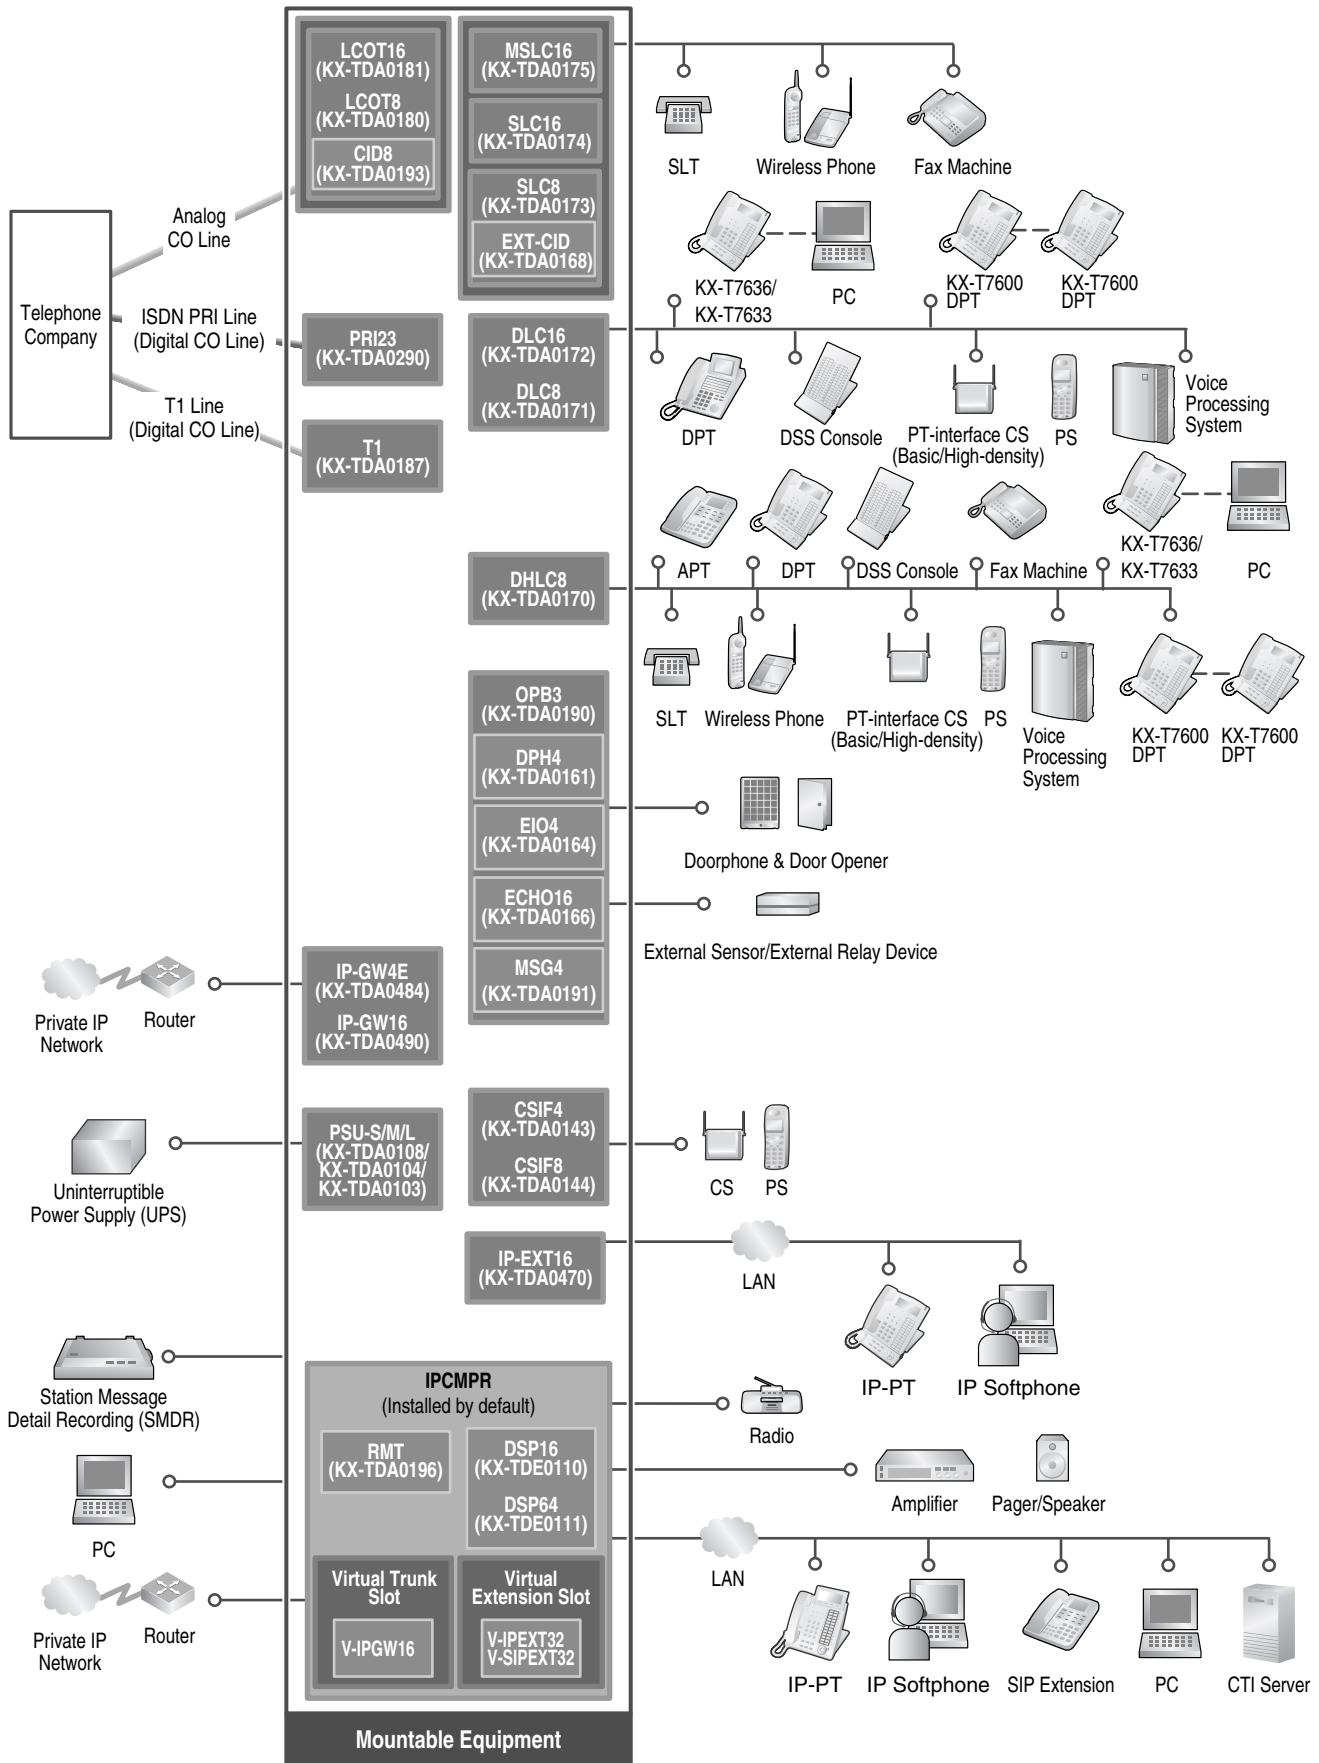 LCOT16
(KX-TDA0181)
LCOT8
(KX-TDA0180)
CID8
(KX-TDA0193)
MSLC16
(KX-TDA0175)
SLC16
(KX-TDA0174)
SLC8
(KX-TDA0173)
EXT-CID
(KX-TDA0168)
SLT
Wireless Phone
Fax Machine
KX-T7636/
KX-T7633
PC
KX-T7600
DPT
KX-T7600
DPT
Telephone
Company
Analog
CO Line
ISDN PRI Line
(Digital CO Line)
T1 Line
(Digital CO Line)
PRI23
(KX-TDA0290)
T1
(KX-TDA0187)
DLC16
(KX-TDA0172)
DLC8
(KX-TDA0171)
DPT
DSS Console
PT-interface CS
(Basic/High-density)
PS
Voice
Processing
System
APT
DPT
DSS Console
Fax Machine
KX-T7636/
KX-T7633
PC
DHLC8
(KX-TDA0170)
SLT
Wireless Phone
PT-interface CS
(Basic/High-density)
PS
Voice
Processing
System
KX-T7600
DPT
KX-T7600
DPT
OPB3
(KX-TDA0190)
DPH4
(KX-TDA0161)
EIO4
(KX-TDA0164)
ECHO16
(KX-TDA0166)
MSG4
(KX-TDA0191)
Doorphone & Door Opener
External Sensor/External Relay Device
Private IP
Network
Router
IP-GW4E
(KX-TDA0484)
IP-GW16
(KX-TDA0490)
Uninterruptible
Power Supply (UPS)
PSU-S/M/L
(KX-TDA0108/
KX-TDA0104/
KX-TDA0103)
CSIF4
(KX-TDA0143)
CSIF8
(KX-TDA0144)
CS
PS
IP-EXT16
(KX-TDA0470)
LAN
IP-PT
IP Softphone
Station Message
Detail Recording (SMDR)
PC
Private IP
Network
Router
IPCMPR
(Installed by default)
RMT
(KX-TDA0196)
DSP16
(KX-TDE0110)
DSP64
(KX-TDE0111)
Virtual Trunk
Slot
V-IPGW16
Virtual
Extension Slot
V-IPEXT32
V-SIPEXT32
Radio
Amplifier
Pager/Speaker
LAN
IP-PT
IP Softphone
SIP Extension
PC
CTI Server
Mountable Equipment